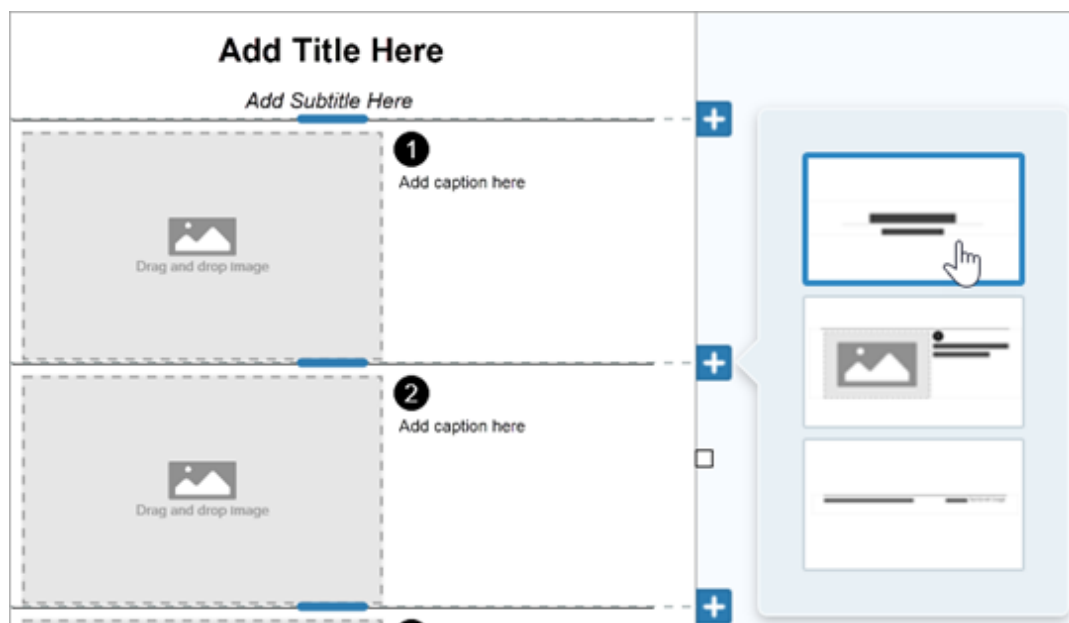 Add Title Here
Add Subtitle Here
1
Add caption here
Drag and drop image
2
Add caption here
Drag and drop image